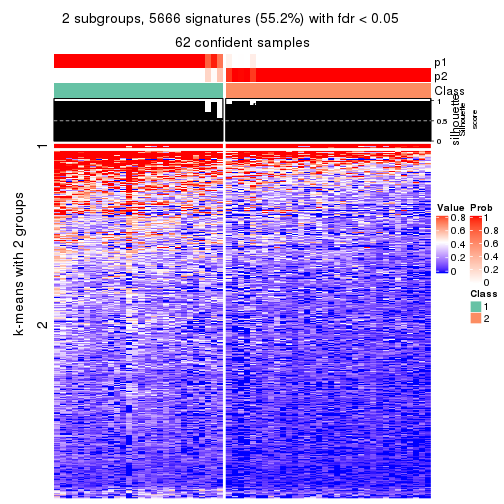 2 subgroups, 5666 signatures (55.2%) with fdr < 0.05
62 confident samples
p1
p2
Class
1
0.5
0
silhouette
Silhouette
score
k-means with 2 groups
1
2
Value
0.8
0.6
0.4
0.2
0
Prob
1
0.8
0.6
0.4
0.2
0
Class
1
2